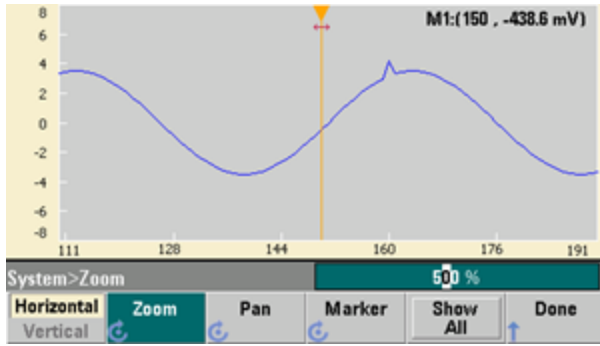 M1:(150 , -438.6 mV)
8
6
4
2
0
-2
-4
-6
-8
111 128 144 160 176 191
System>Zoom 500 %
Horizontal Zoom Pan Marker Show All Done
Vertical